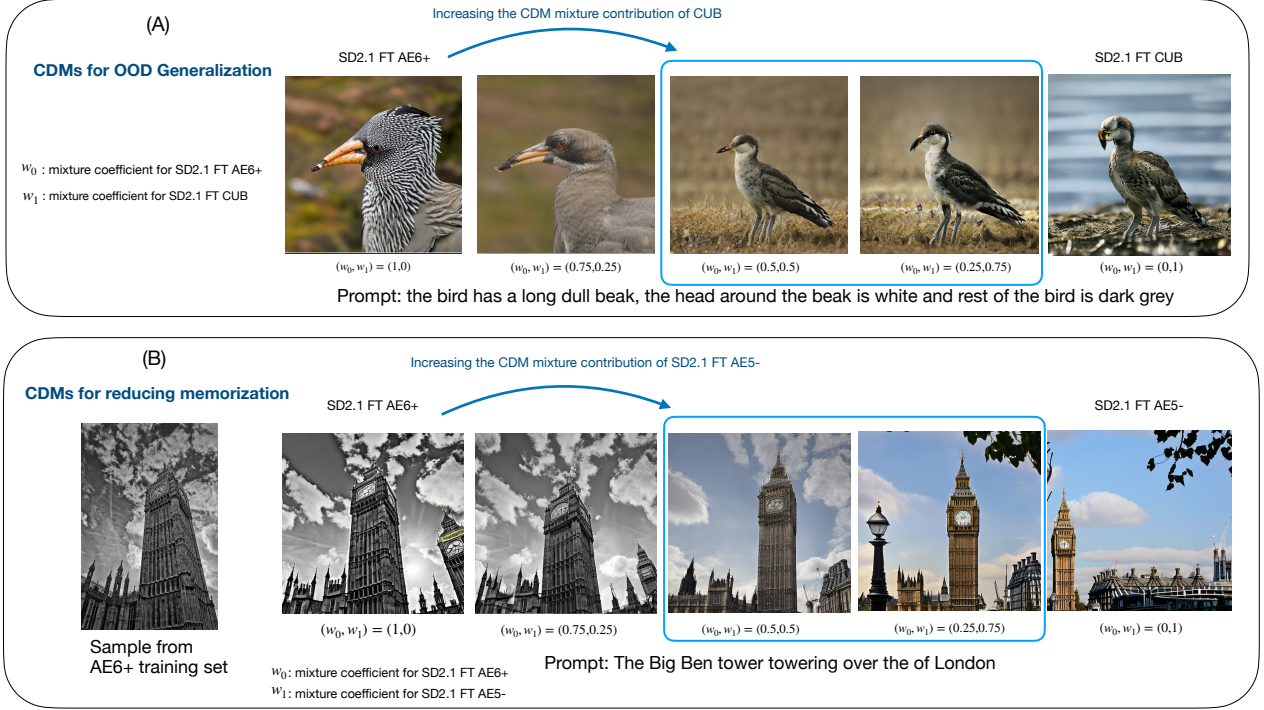 (A)
Increasing the CDM mixture contribution of CUB
CDMs for OOD Generalization
SD2.1 FT AE6+
SD2.1 FT CUB
w₀ : mixture coefficient for SD2.1 FT AE6+
w₁ : mixture coefficient for SD2.1 FT CUB
(w₀, w₁) = (1,0)
(w₀, w₁) = (0.75,0.25)
(w₀, w₁) = (0.5,0.5)
(w₀, w₁) = (0.25,0.75)
(w₀, w₁) = (0,1)
Prompt: the bird has a long dull beak, the head around the beak is white and rest of the bird is dark grey
(B)
Increasing the CDM mixture contribution of SD2.1 FT AE5-
CDMs for reducing memorization
SD2.1 FT AE6+
SD2.1 FT AE5-
Sample from
AE6+ training set
(w₀, w₁) = (1,0)
(w₀, w₁) = (0.75,0.25)
(w₀, w₁) = (0.5,0.5)
(w₀, w₁) = (0.25,0.75)
(w₀, w₁) = (0,1)
Prompt: The Big Ben tower towering over the of London
w₀ : mixture coefficient for SD2.1 FT AE6+
w₁ : mixture coefficient for SD2.1 FT AE5-